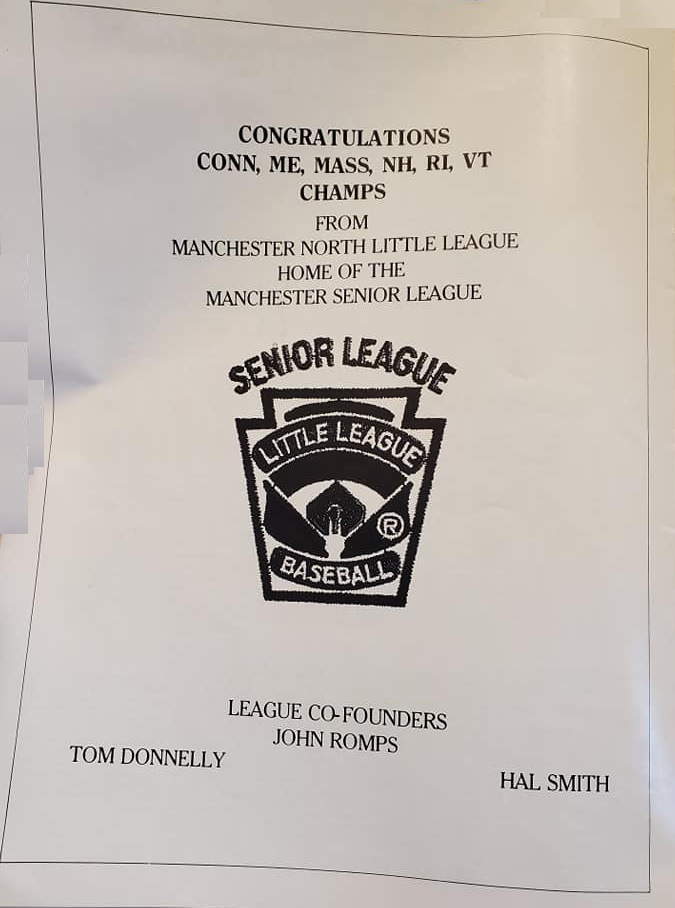 CONGRATULATIONS
CONN, ME, MASS, NH, RI, VT
CHAMPS
FROM
MANCHESTER NORTH LITTLE LEAGUE
HOME OF THE
MANCHESTER SENIOR LEAGUE
SENIOR LEAGUE
LITTLE LEAGUE
®
BASEBALL
LEAGUE CO-FOUNDERS
JOHN ROMPS
TOM DONNELLY
HAL SMITH